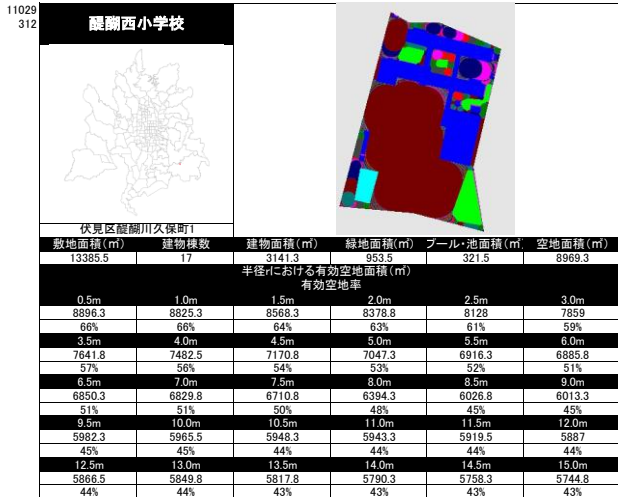 11029
312
醍醐西小学校
伏見区醍醐川久保町1
敷地面積(㎡) 建物棟数 建物面積(㎡) 緑地面積(㎡) プール・池面積(㎡) 空地面積(㎡)
13385.5 17 3141.3 953.5 321.5 8969.3
半径rにおける有効空地面積(㎡)
有効空地率
0.5m 1.0m 1.5m 2.0m 2.5m 3.0m
8896.3 8825.3 8568.3 8378.8 8128 7859
66% 66% 64% 63% 61% 59%
3.5m 4.0m 4.5m 5.0m 5.5m 6.0m
7641.8 7482.5 7170.8 7047.3 6916.3 6885.8
57% 56% 54% 53% 52% 51%
6.5m 7.0m 7.5m 8.0m 8.5m 9.0m
6850.3 6829.8 6710.8 6394.3 6026.8 6013.3
51% 51% 50% 48% 45% 45%
9.5m 10.0m 10.5m 11.0m 11.5m 12.0m
5982.3 5965.5 5948.3 5943.3 5919.5 5887
45% 45% 44% 44% 44% 44%
12.5m 13.0m 13.5m 14.0m 14.5m 15.0m
5866.5 5849.8 5817.8 5790.3 5758.3 5744.8
44% 44% 43% 43% 43% 43%